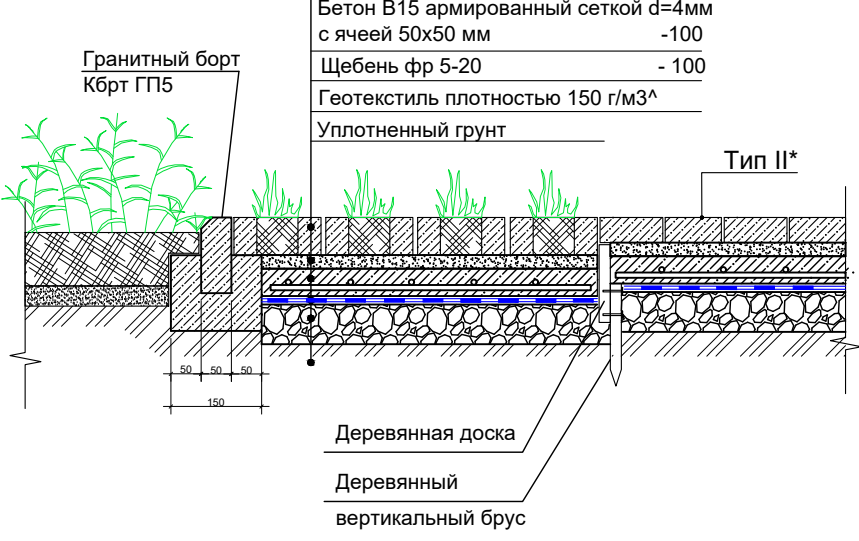 Бетон В15 армированный сеткой d=4мм
с ячеей 50х50 мм -100
Гранитный борт
Кбрт ГП5
Щебень фр 5-20 - 100
Геотекстиль плотностью 150 г/м3^
Уплотненный грунт
Тип II*
50 50 50
150
Деревянная доска
Деревянный
вертикальный брус